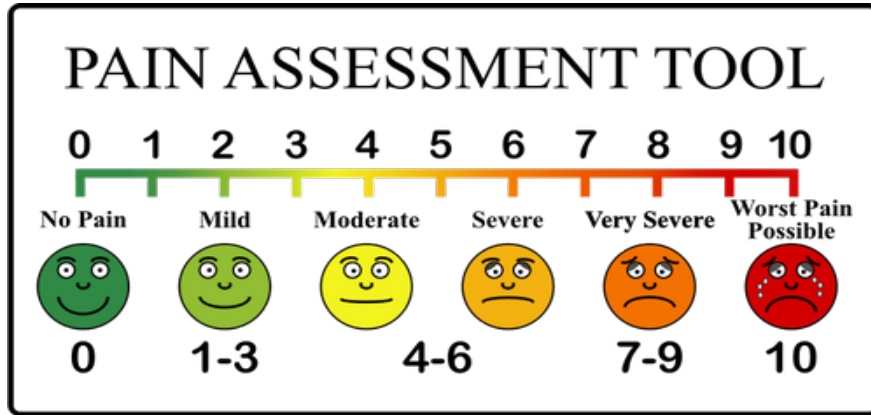 PAIN ASSESSMENT TOOL
0 1 2 3 4 5 6 7 8 9 10
No Pain Mild Moderate Severe Very Severe Worst Pain Possible
0 1-3 4-6 7-9 10